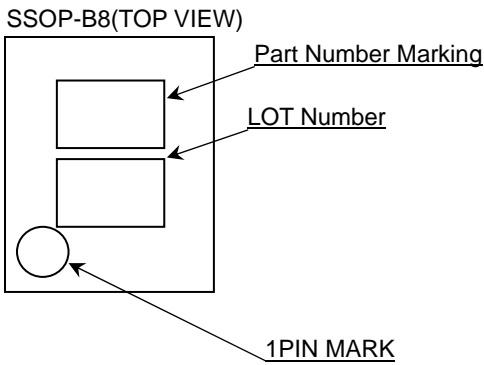 SSOP-B8(TOP VIEW)
Part Number Marking
LOT Number
1PIN MARK